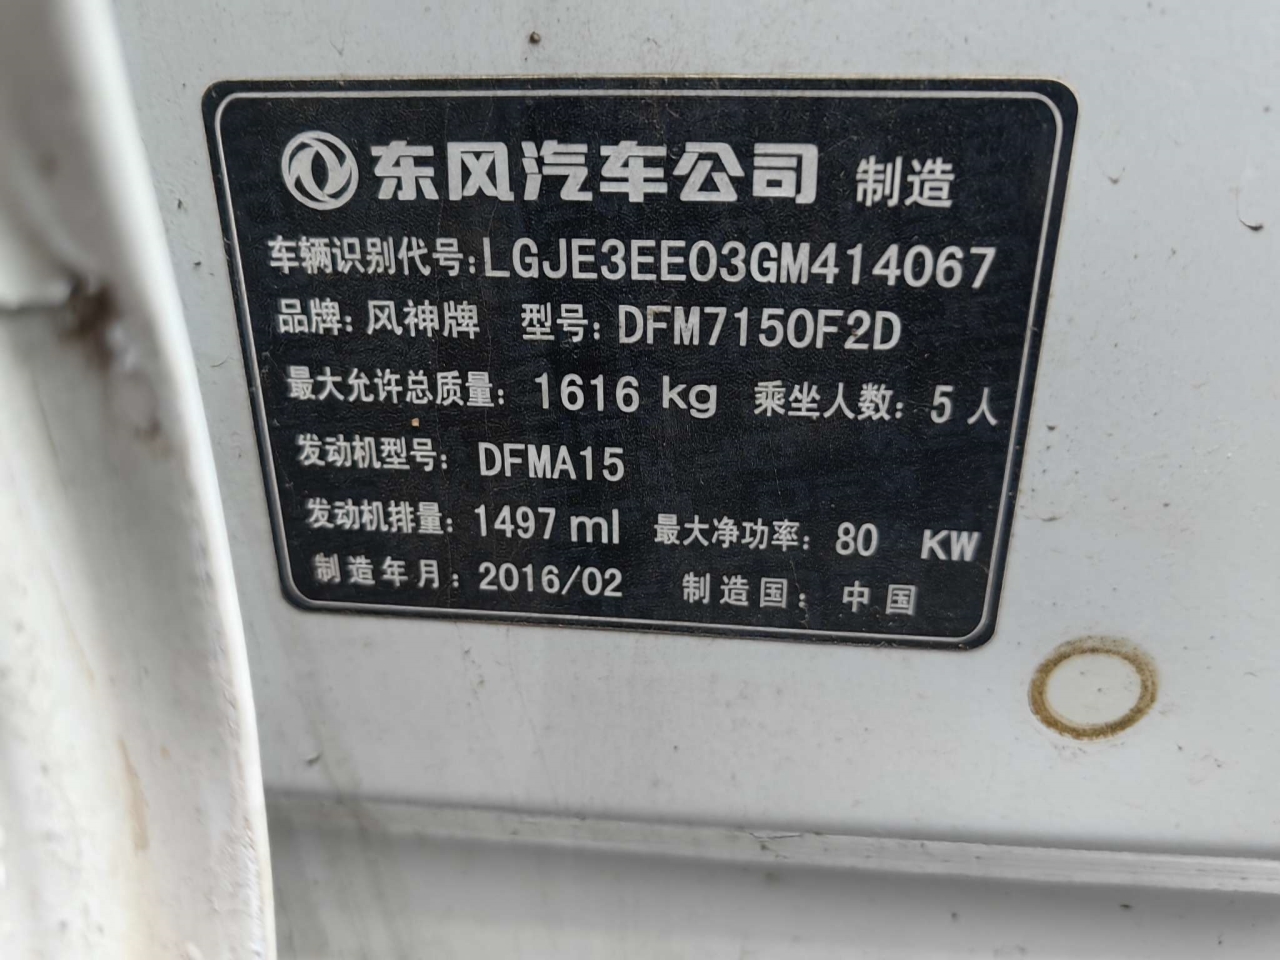 东风汽车公司 制造
车辆识别代号:LGJE3EE03GM414067
品牌:风神牌 型号:DFM7150F2D
最大允许总质量:1616 kg 乘坐人数:5人
发动机型号:DFMA15
发动机排量:1497 ml 最大净功率:80 KW
制造年月:2016/02 制造国:中国